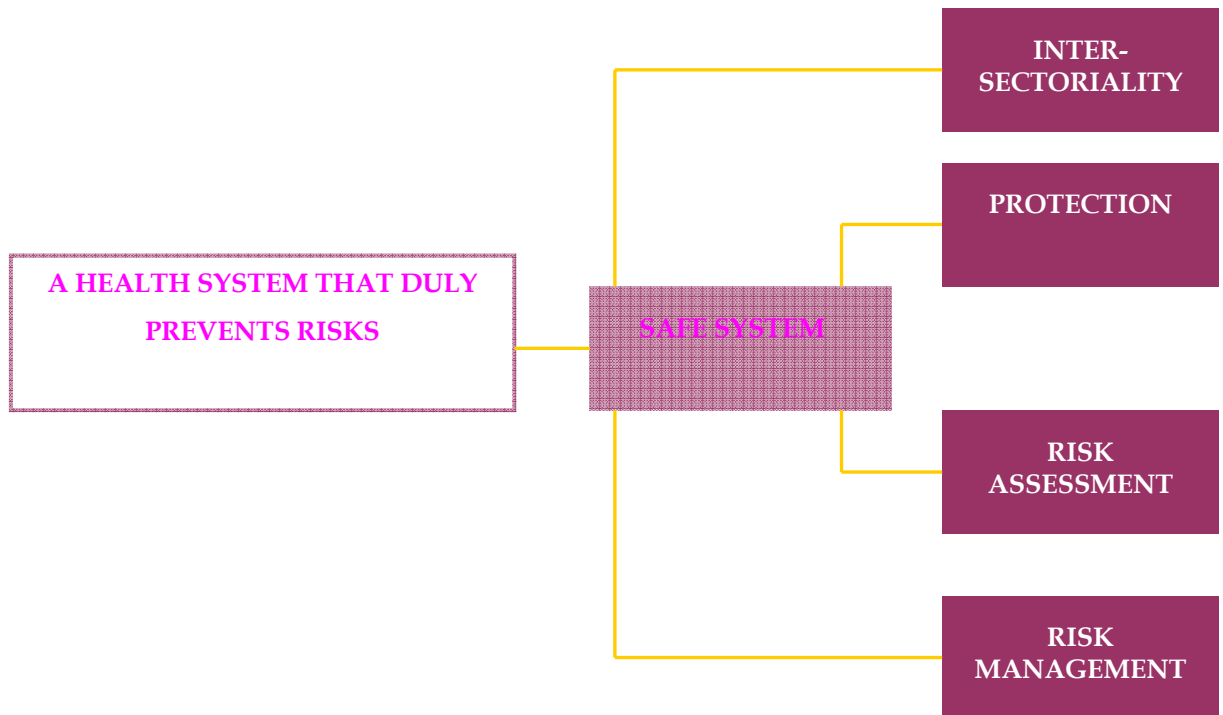 INTER-
SECTORIALITY
PROTECTION
A HEALTH SYSTEM THAT DULY
PREVENTS RISKS
SAFE SYSTEM
RISK
ASSESSMENT
RISK
MANAGEMENT